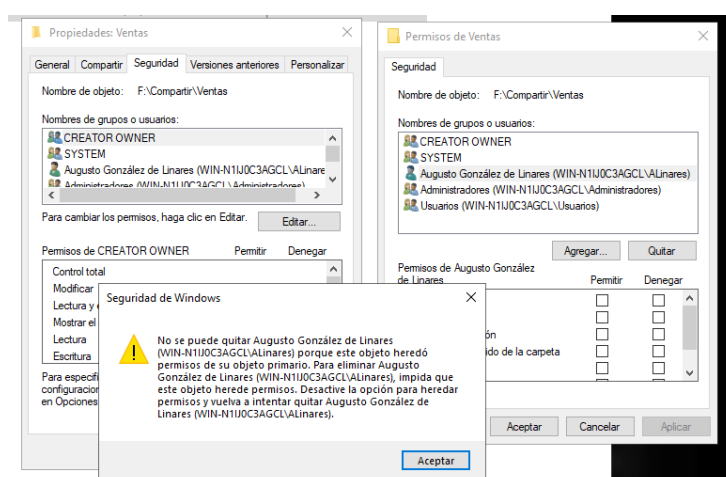 Propiedades: Ventas
General Compartir Seguridad Versiones anteriores Personalizar
Nombre de objeto: F:\Compartir\Ventas
Nombres de grupos o usuarios:
CREATOR OWNER
SYSTEM
Augusto González de Linares (WIN-N1IJ0C3AGCL\ALinare
Administradores (WIN-N1IJ0C3AGCL\Administradores)
Para cambiar los permisos, haga clic en Editar.
Editar...
Permisos de CREATOR OWNER Permitir Denegar
Control total
Modificar
Lectura y e
Mostrar el
Lectura
Escritura
Para especifi
configuracion
en Opciones
Permisos de Ventas
Seguridad
Nombre de objeto: F:\Compartir\Ventas
Nombres de grupos o usuarios:
CREATOR OWNER
SYSTEM
Augusto González de Linares (WIN-N1IJ0C3AGCL\ALinares)
Administradores (WIN-N1IJ0C3AGCL\Administradores)
Usuarios (WIN-N1IJ0C3AGCL\Usuarios)
Agregar... Quitar
Permisos de Augusto González
de Linares Permitir Denegar
ón
ido de la carpeta
Aceptar Cancelar Aplicar
Seguridad de Windows
No se puede quitar Augusto González de Linares
(WIN-N1IJ0C3AGCL\ALinares) porque este objeto heredó
permisos de su objeto primario. Para eliminar Augusto
González de Linares (WIN-N1IJ0C3AGCL\ALinares), impida que
este objeto herede permisos. Desactive la opción para heredar
permisos y vuelva a intentar quitar Augusto González de
Linares (WIN-N1IJ0C3AGCL\ALinares).
Aceptar